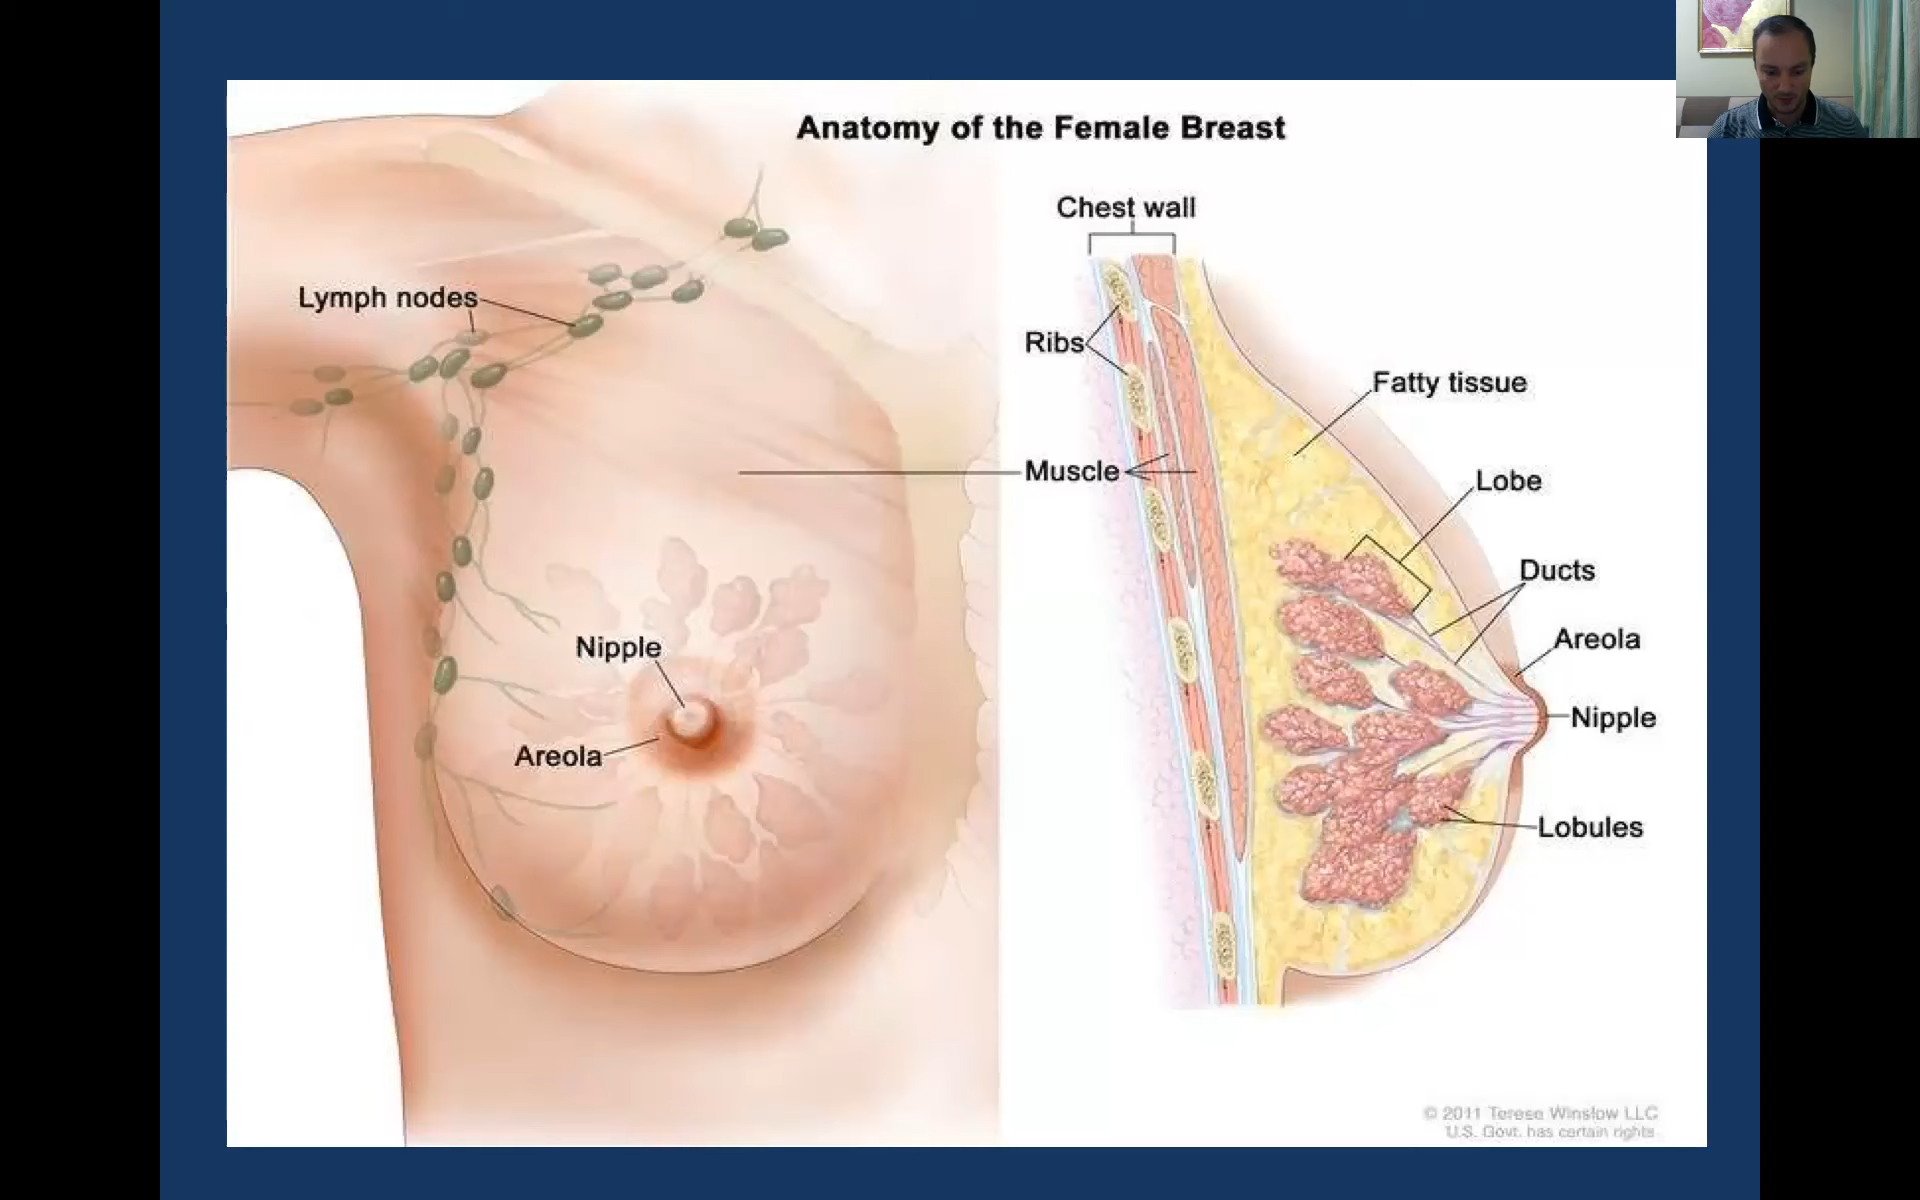 Anatomy of the Female Breast
Lymph nodes
Nipple
Areola
Chest wall
Ribs
Muscle
Fatty tissue
Lobe
Ducts
Areola
Nipple
Lobules
© 2011 Terese Winslow LLC
U.S. Govt. has certain rights